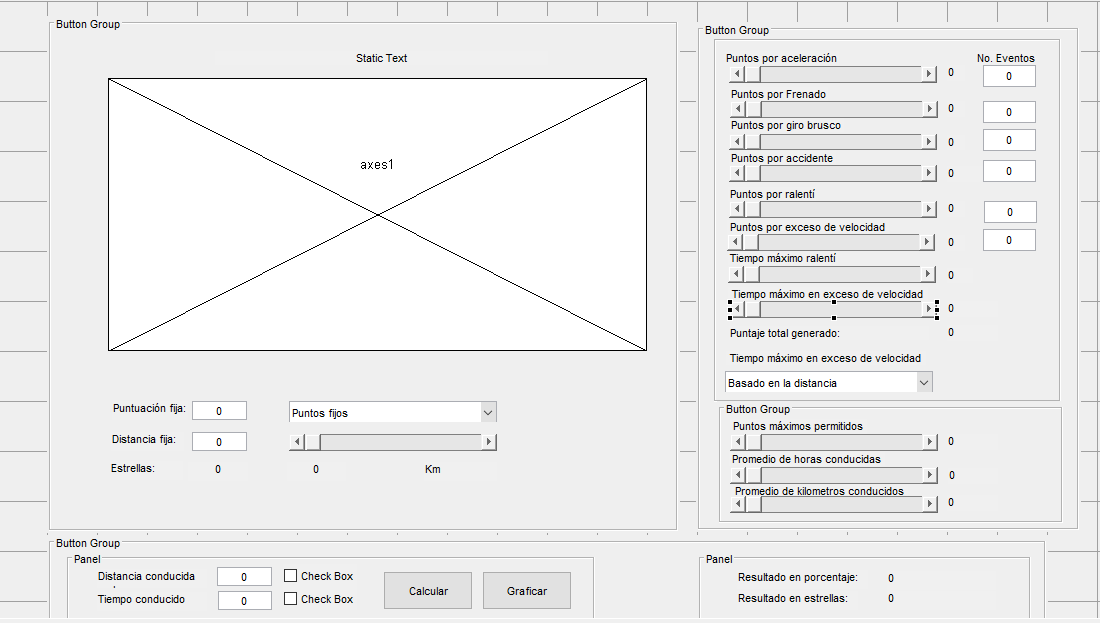 Button Group
Static Text
axes1
Puntuación fija: 0 Puntos fijos
Distancia fija: 0
Estrellas: 0 0 Km
Button Group
Puntos por aceleración No. Eventos
0 0
Puntos por Frenado
0 0
Puntos por giro brusco
0 0
Puntos por accidente
0 0
Puntos por ralentí
0 0
Puntos por exceso de velocidad
0 0
Tiempo máximo ralentí
0
Tiempo máximo en exceso de velocidad
0
Puntaje total generado: 0
Tiempo máximo en exceso de velocidad
Basado en la distancia
Button Group
Puntos máximos permitidos
0
Promedio de horas conducidas
0
Promedio de kilometros conducidos
0
Button Group
Panel
Distancia conducida 0 Check Box
Tiempo conducido 0 Check Box
Calcular Graficar
Panel
Resultado en porcentaje: 0
Resultado en estrellas: 0